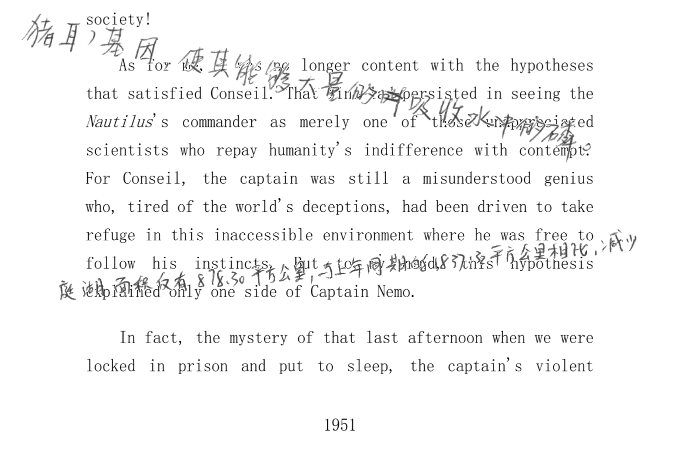 society!
猪耳）基因，使其能够大量的吸收水中的石磷。
As for me, I was no longer content with the hypotheses
that satisfied Conseil. That fine lad persisted in seeing the
Nautilus's commander as merely one of those unappreciated
scientists who repay humanity's indifference with contempt.
For Conseil, the captain was still a misunderstood genius
who, tired of the world's deceptions, had been driven to take
refuge in this inaccessible environment where he was free to
follow his instincts. But to my mind, this hypothesis
庭湖面积仅有878.30平方公里,与上年同期的1,837.32平方公里相比,减少
explained only one side of Captain Nemo.
In fact, the mystery of that last afternoon when we were
locked in prison and put to sleep, the captain's violent
1951